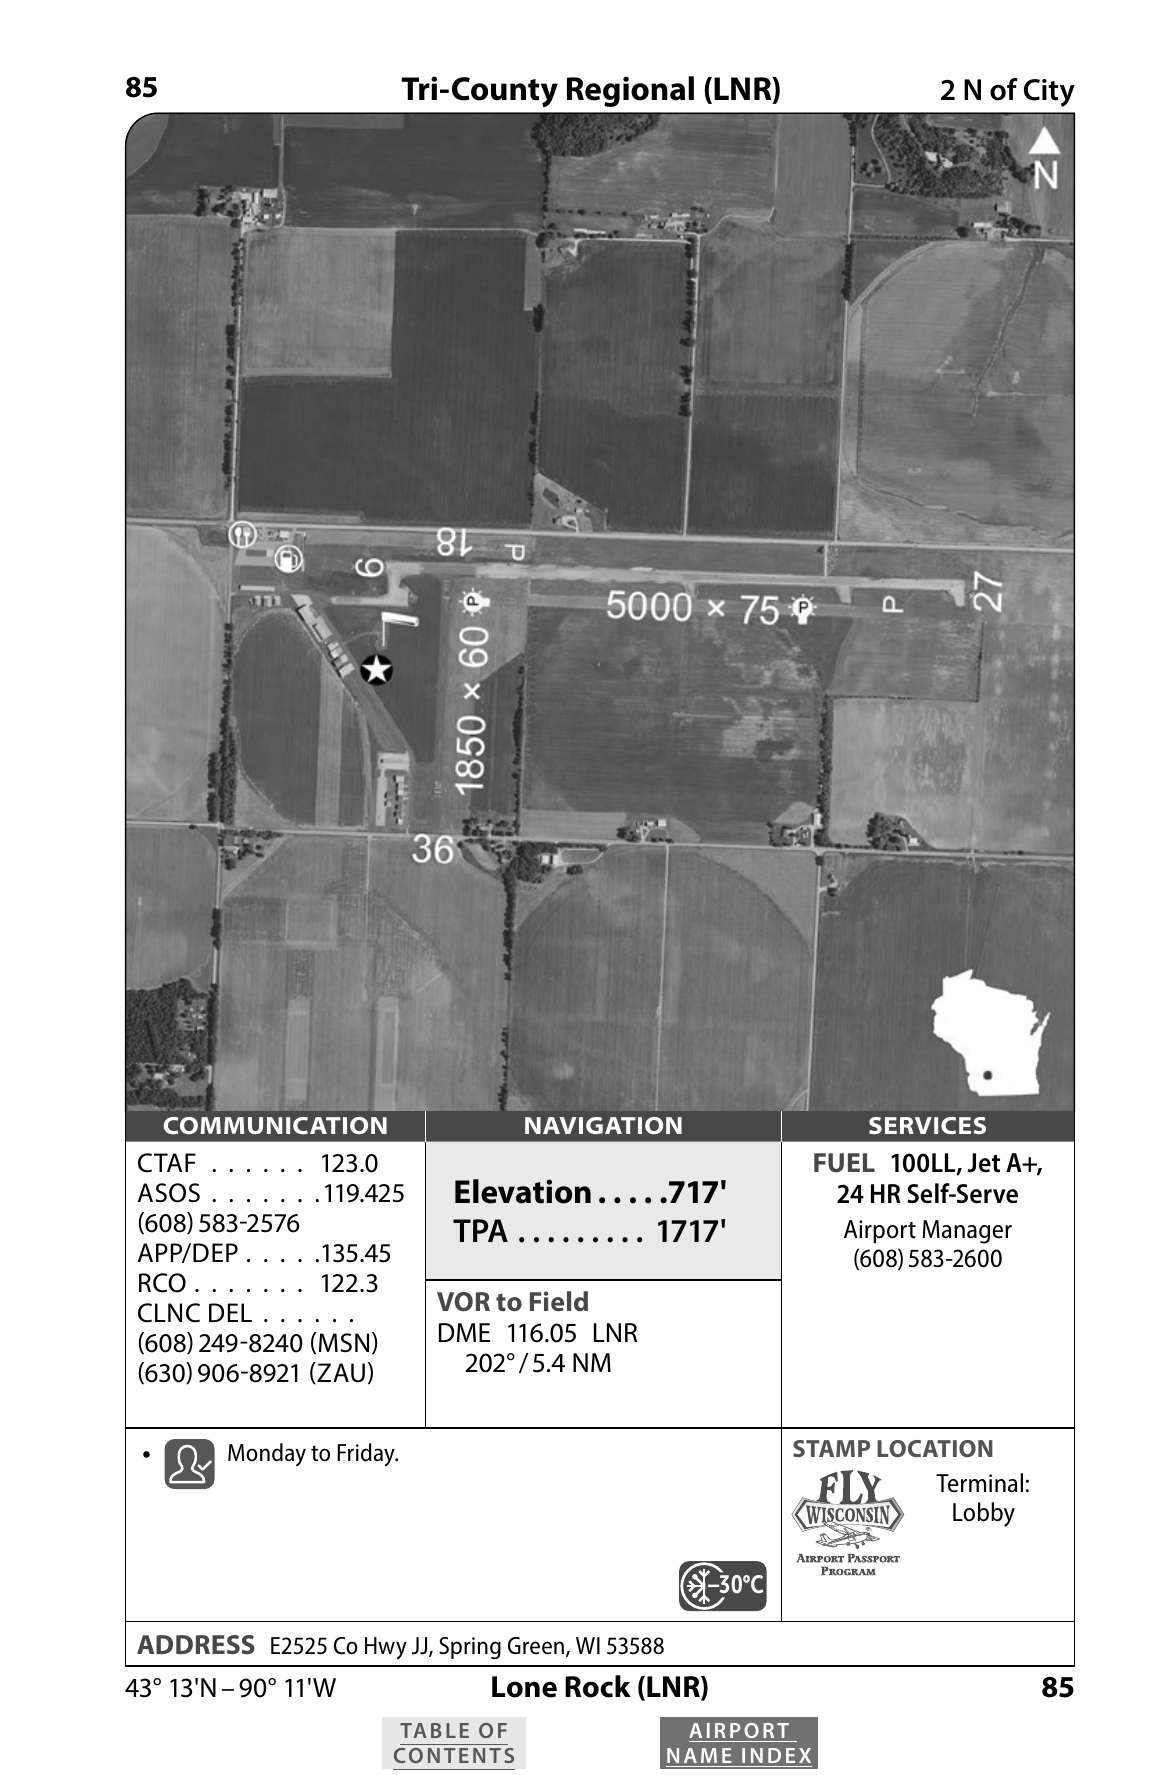 85 Tri-County Regional (LNR) 2 N of City
N
18
P
9
27
5000 × 75
P
P
P
1850 × 60
L
36
COMMUNICATION
CTAF . . . . . . 123.0
ASOS . . . . . . . 119.425
(608) 583-2576
APP/DEP . . . . . 135.45
RCO . . . . . . . 122.3
CLNC DEL . . . . . .
(608) 249-8240 (MSN)
(630) 906-8921 (ZAU)
NAVIGATION
Elevation . . . . . 717'
TPA . . . . . . . . . 1717'
VOR to Field
DME 116.05 LNR
202° / 5.4 NM
SERVICES
FUEL 100LL, Jet A+,
24 HR Self-Serve
Airport Manager
(608) 583-2600
• Monday to Friday.
-30°C
STAMP LOCATION
FLY
WISCONSIN
AIRPORT PASSPORT
PROGRAM
Terminal:
Lobby
ADDRESS E2525 Co Hwy JJ, Spring Green, WI 53588
43° 13'N – 90° 11'W Lone Rock (LNR) 85
TABLE OF
CONTENTS
AIRPORT
NAME INDEX